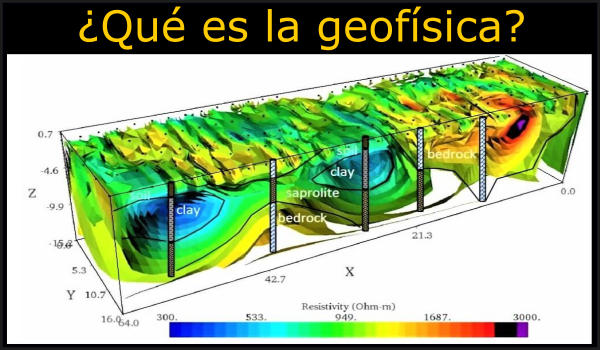 ¿Qué es la geofísica?
0.7
-4.6
Z
-9.9
-15.2
0.0
5.3
Y
10.7
16.0
64.0
42.7
X
21.3
0.0
soil
clay
saprolite
bedrock
soil
clay
bedrock
Resistivity (Ohm-m)
300. 533. 949. 1687. 3000.